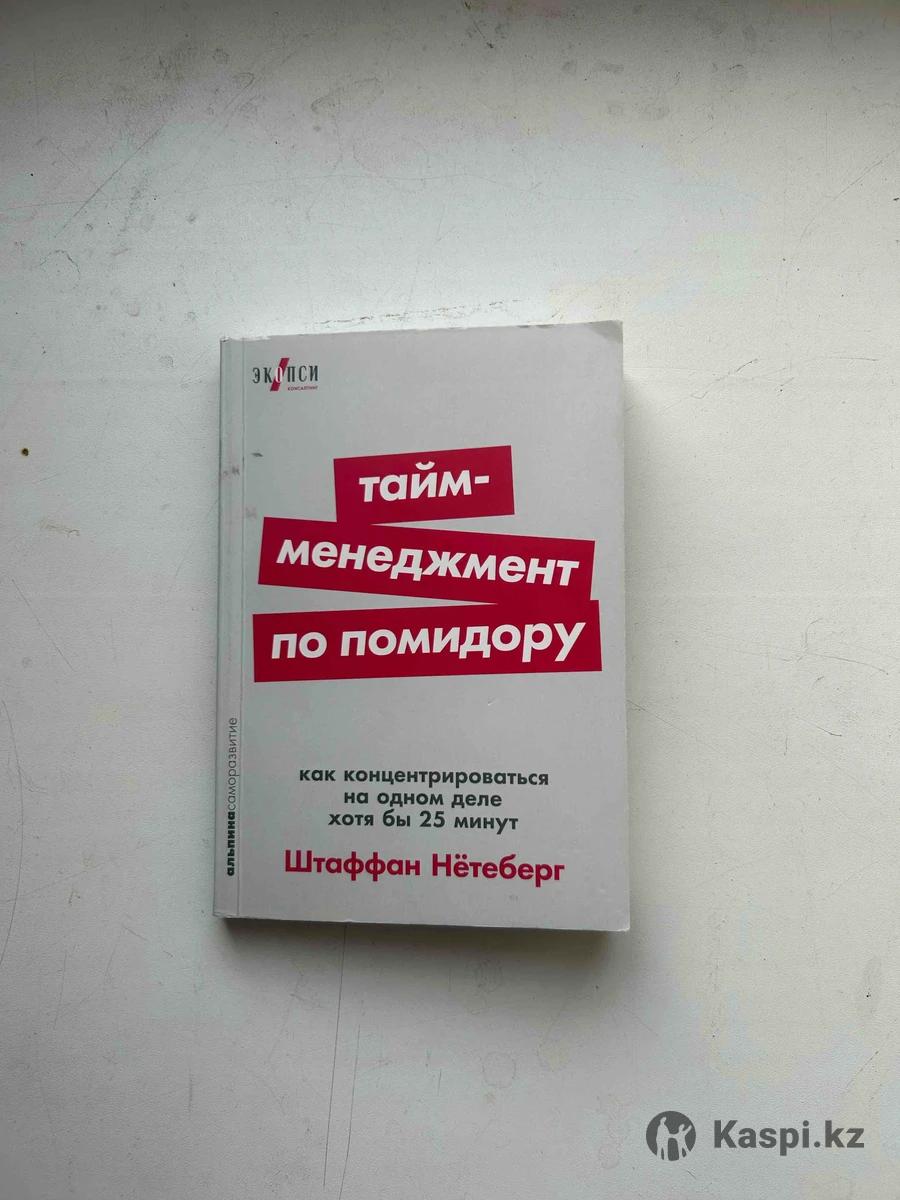 ЭКОПСИ
КОНСАЛТИНГ
тайм-
менеджмент
по помидору
как концентрироваться
на одном деле
хотя бы 25 минут
Штаффан Нётеберг
альпинасаморазвитие
Kaspi.kz